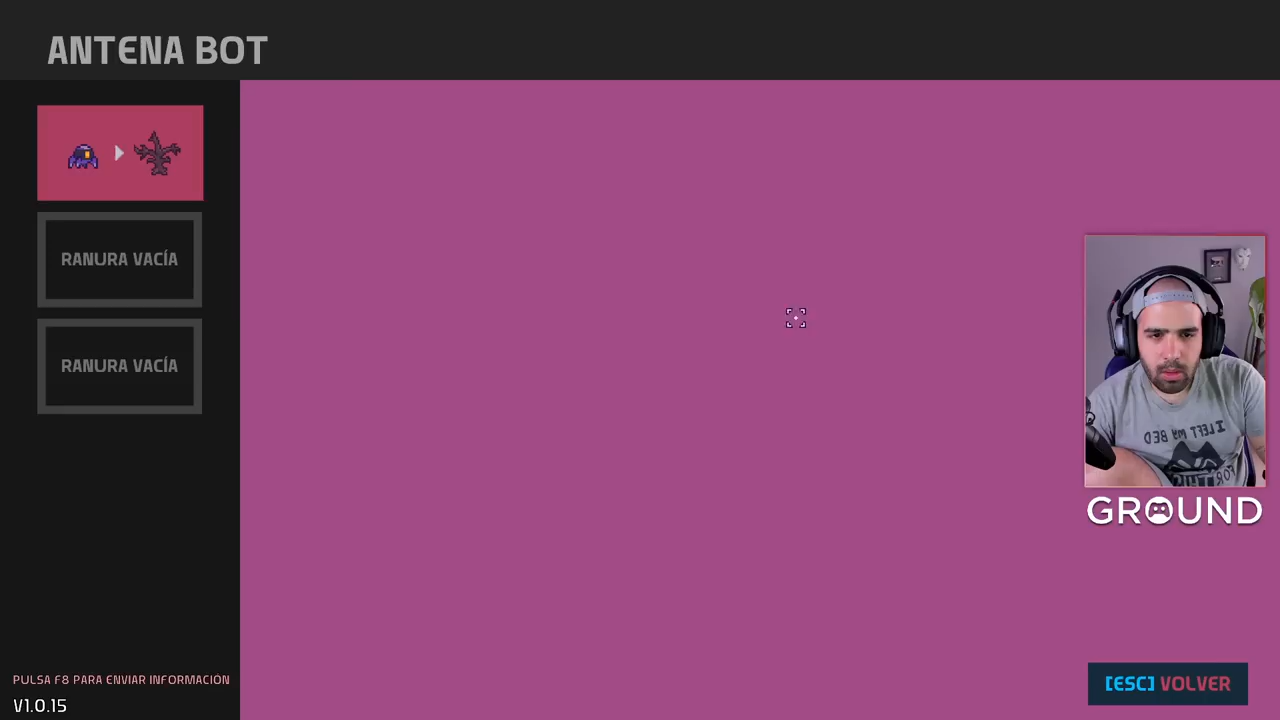 ANTENA BOT
RANURA VACÍA
RANURA VACÍA
GROUND
PULSA F8 PARA ENVIAR INFORMACIÓN
V1.0.15
[ESC] VOLVER